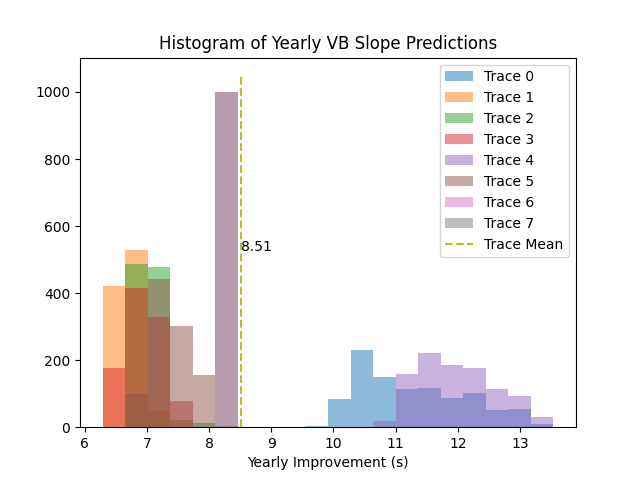 Histogram of Yearly VB Slope Predictions
1000
800
600
400
200
0
Trace 0
Trace 1
Trace 2
Trace 3
Trace 4
Trace 5
Trace 6
Trace 7
Trace Mean
8.51
6 7 8 9 10 11 12 13
Yearly Improvement (s)